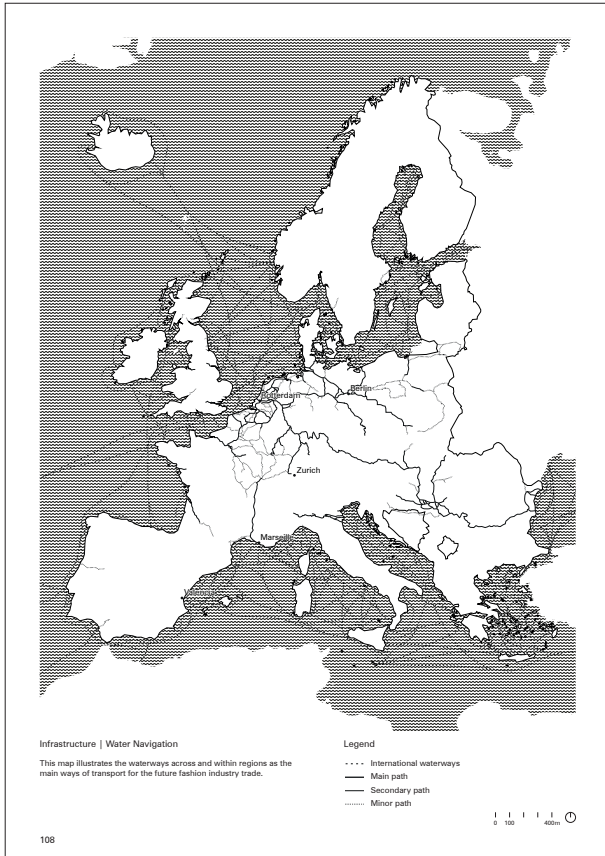 Rotterdam
Berlin
Zurich
Marseille
Valencia
Infrastructure | Water Navigation
This map illustrates the waterways across and within regions as the
main ways of transport for the future fashion industry trade.
Legend
International waterways
Main path
Secondary path
Minor path
0 100 400m
108